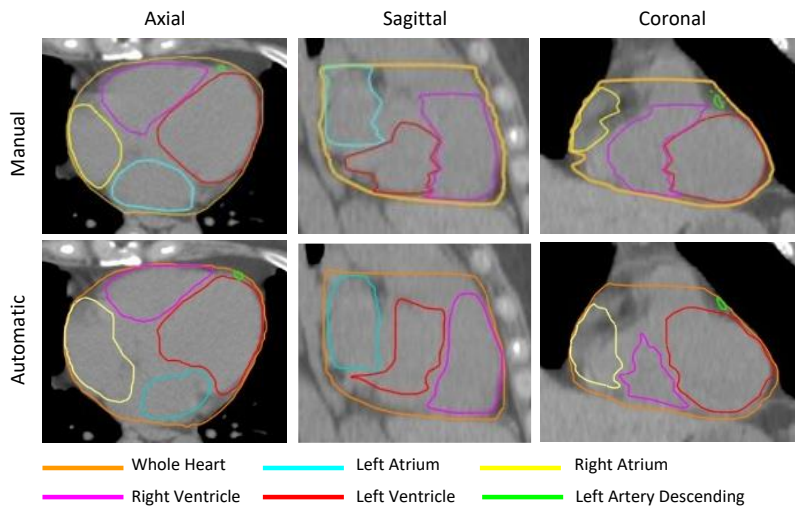 Axial Sagittal Coronal
Manual
Automatic
Whole Heart Left Atrium Right Atrium
Right Ventricle Left Ventricle Left Artery Descending